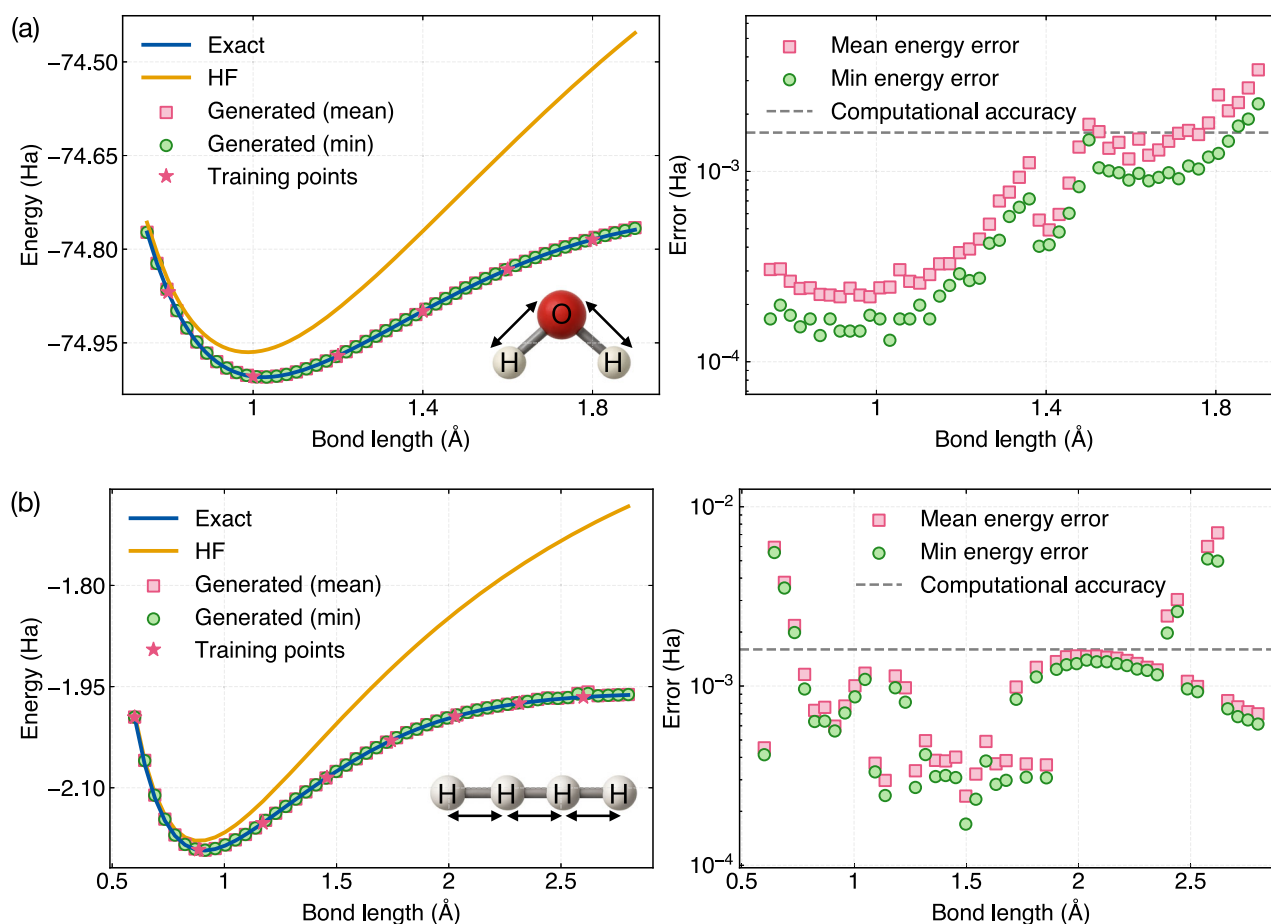 (a)
Energy (Ha)
−74.50
−74.65
−74.80
−74.95
Exact
HF
Generated (mean)
Generated (min)
Training points
O
H H
1 1.4 1.8
Bond length (Å)
Error (Ha)
10⁻³
10⁻⁴
Mean energy error
Min energy error
Computational accuracy
1 1.4 1.8
Bond length (Å)
(b)
Energy (Ha)
−1.80
−1.95
−2.10
Exact
HF
Generated (mean)
Generated (min)
Training points
H H H H
0.5 1 1.5 2 2.5
Bond length (Å)
Error (Ha)
10⁻²
10⁻³
10⁻⁴
Mean energy error
Min energy error
Computational accuracy
0.5 1 1.5 2 2.5
Bond length (Å)